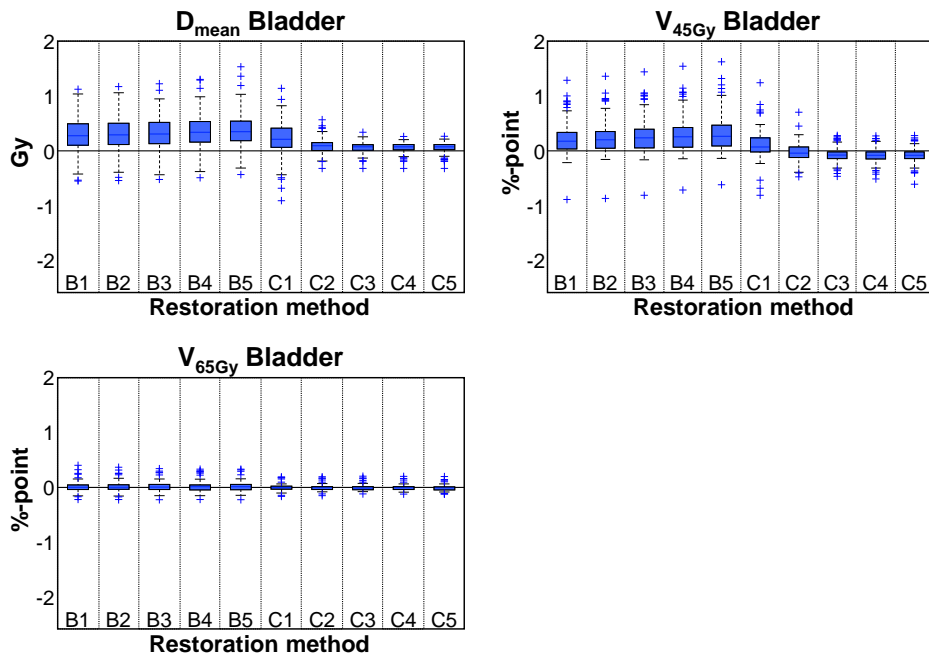 D_mean Bladder
2
1
0
-1
-2
Gy
B1 B2 B3 B4 B5 C1 C2 C3 C4 C5
Restoration method
V_45Gy Bladder
2
1
0
-1
-2
%-point
B1 B2 B3 B4 B5 C1 C2 C3 C4 C5
Restoration method
V_65Gy Bladder
2
1
0
-1
-2
%-point
B1 B2 B3 B4 B5 C1 C2 C3 C4 C5
Restoration method